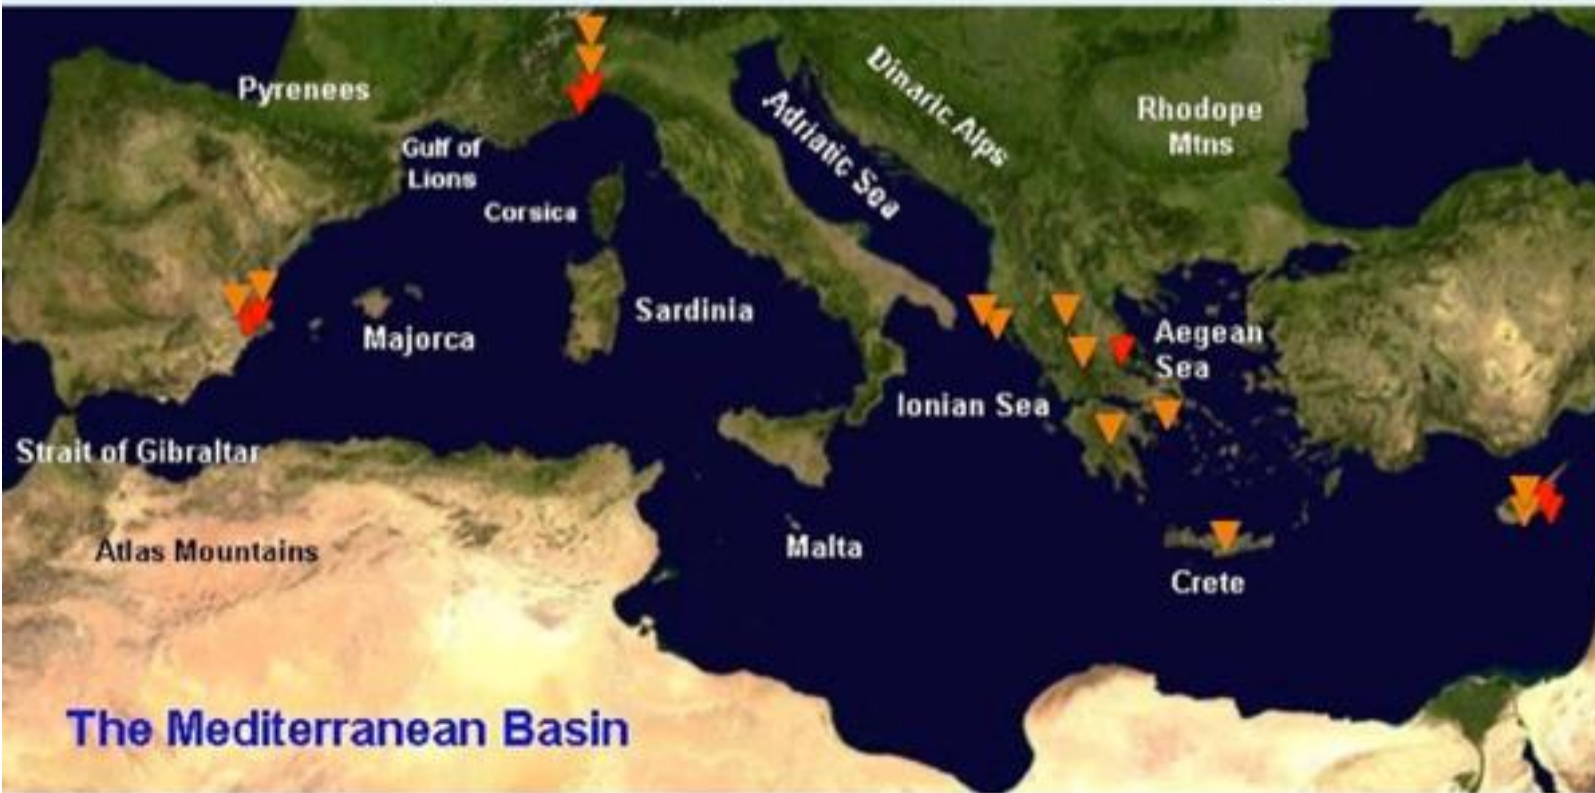 Pyrenees
Gulf of
Lions
Corsica
Adriatic Sea
Dinaric Alps
Rhodope
Mtns
Sardinia
Majorca
Aegean
Sea
Ionian Sea
Strait of Gibraltar
Atlas Mountains
Malta
Crete
The Mediterranean Basin